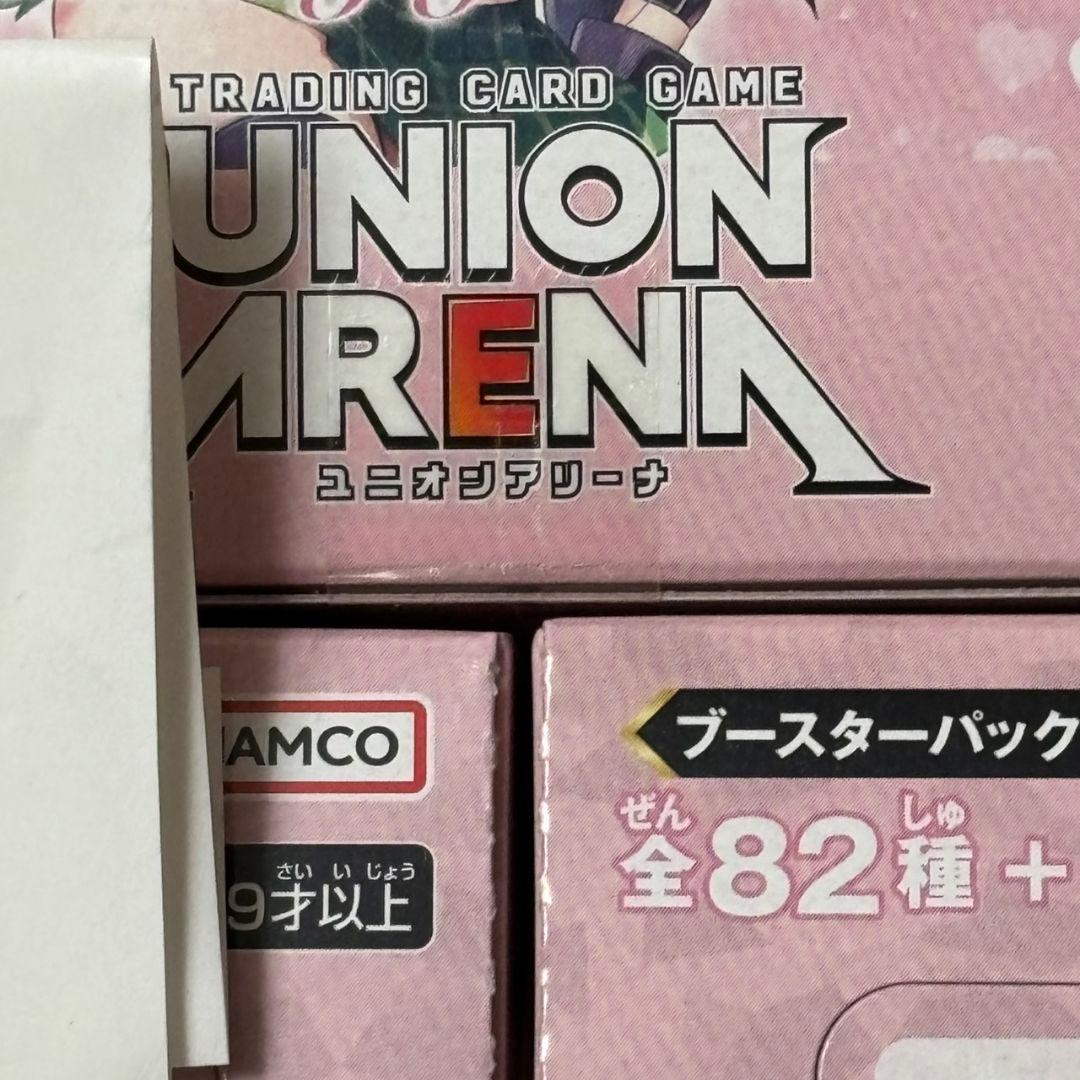 TRADING CARD GAME
UNION
ARENA
ユニオンアリーナ
NAMCO
さい い じょう
9才以上
ブースターパック
ぜん しゅ
全82種+